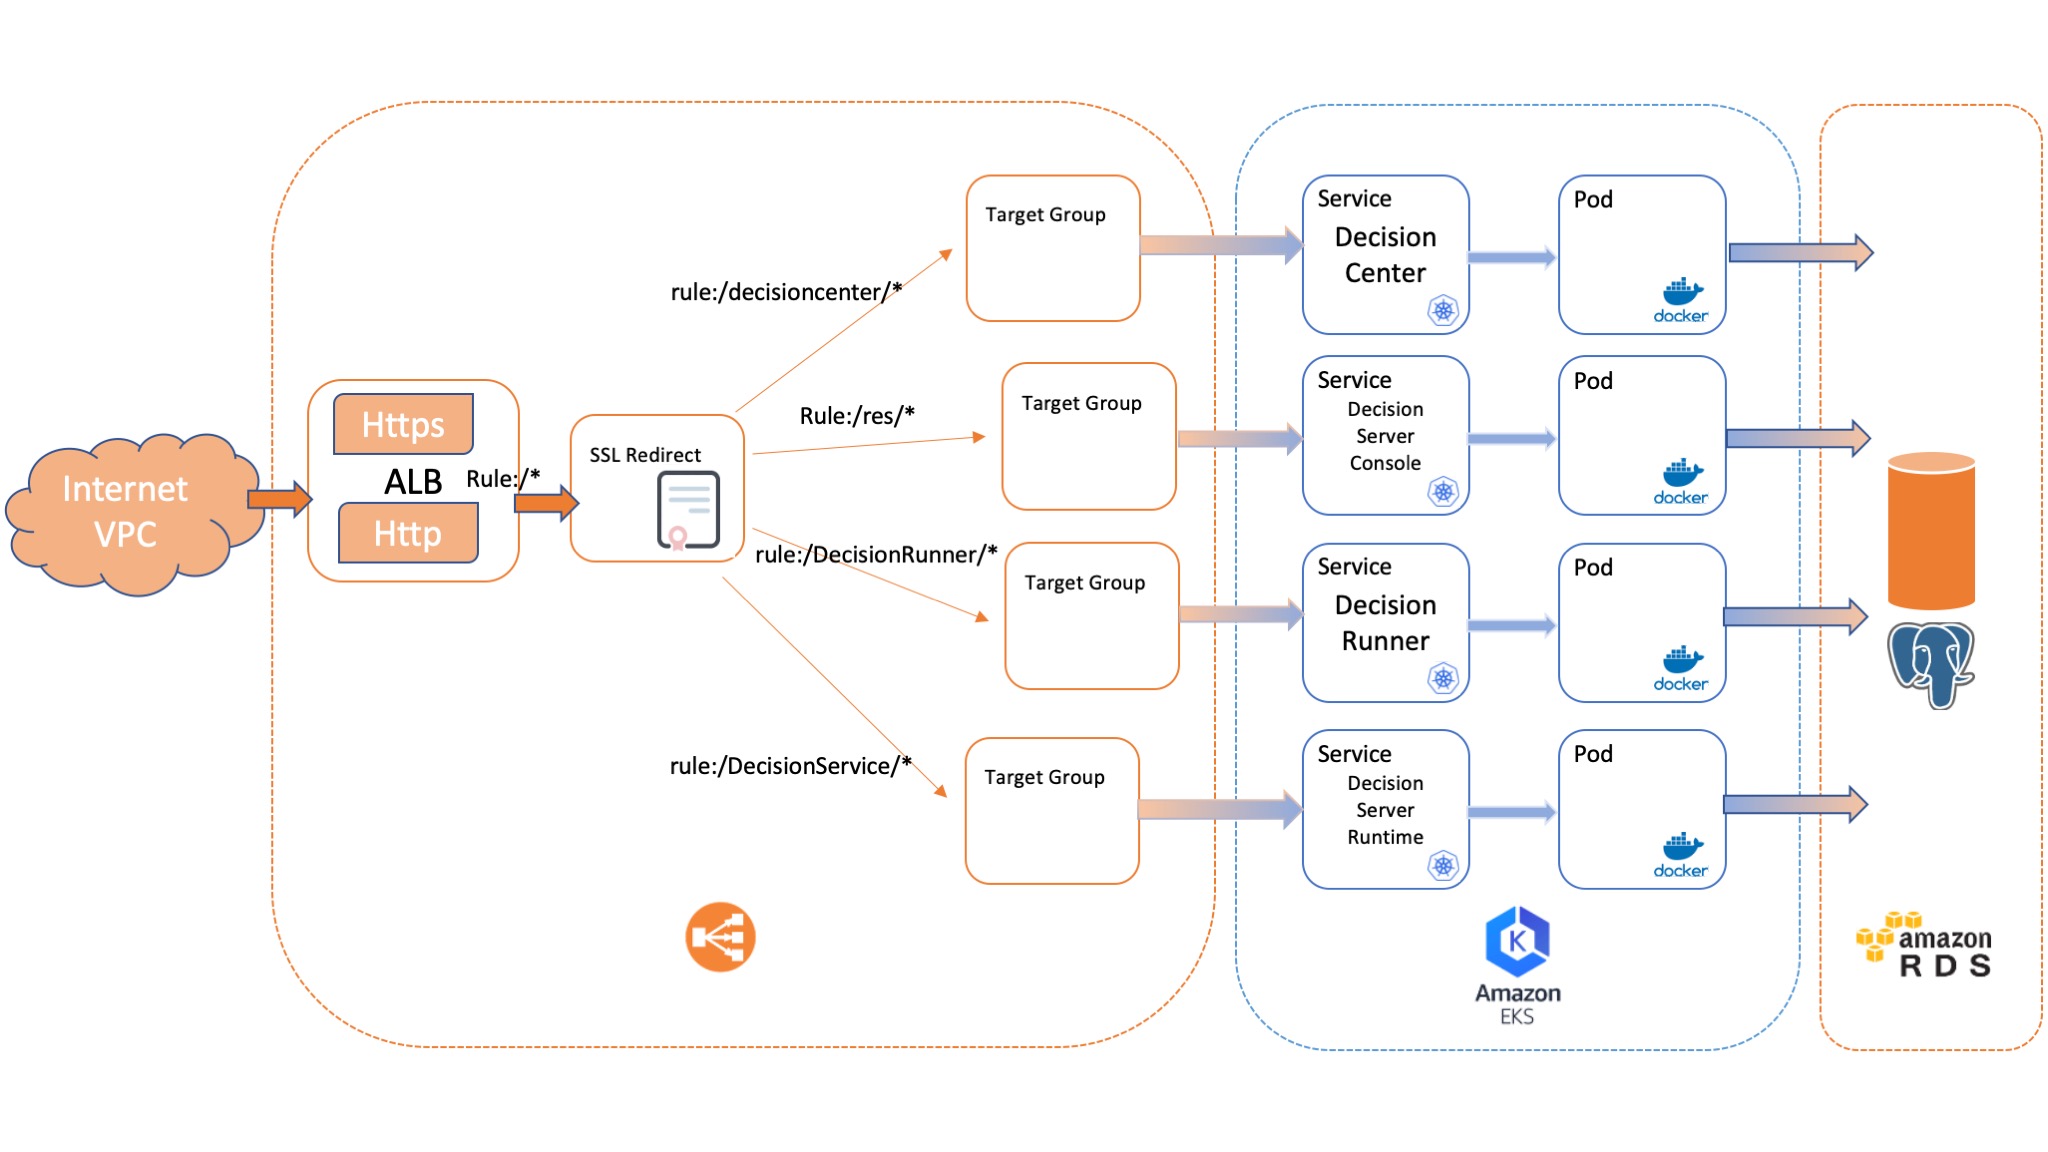 Internet
VPC
Https
ALB
Http
Rule:/*
SSL Redirect
rule:/decisioncenter/*
Rule:/res/*
rule:/DecisionRunner/*
rule:/DecisionService/*
Target Group
Target Group
Target Group
Target Group
Service
Decision
Center
Pod
docker
Service
Decision
Server
Console
Pod
docker
Service
Decision
Runner
Pod
docker
Service
Decision
Server
Runtime
Pod
docker
K
Amazon
EKS
amazon
RDS